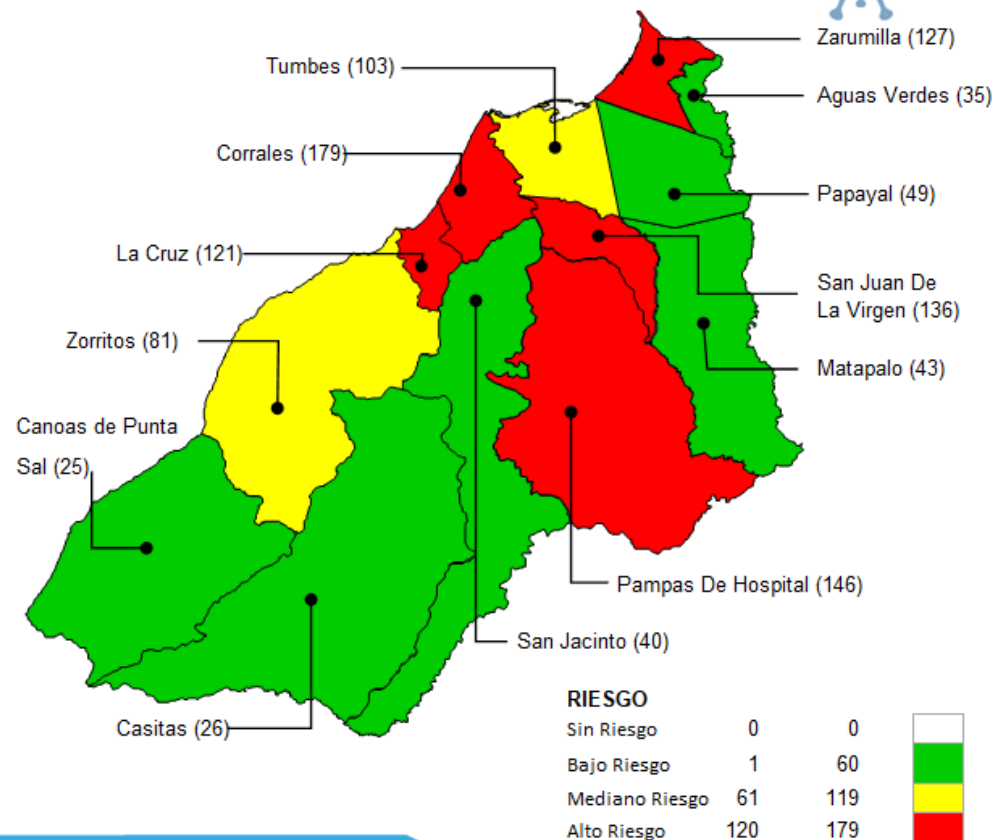 Zarumilla (127)
Tumbes (103)
Aguas Verdes (35)
Corrales (179)
Papayal (49)
La Cruz (121)
San Juan De
La Virgen (136)
Zorritos (81)
Matapalo (43)
Canoas de Punta
Sal (25)
Pampas De Hospital (146)
San Jacinto (40)
Casitas (26)
RIESGO
Sin Riesgo 0 0
Bajo Riesgo 1 60
Mediano Riesgo 61 119
Alto Riesgo 120 179